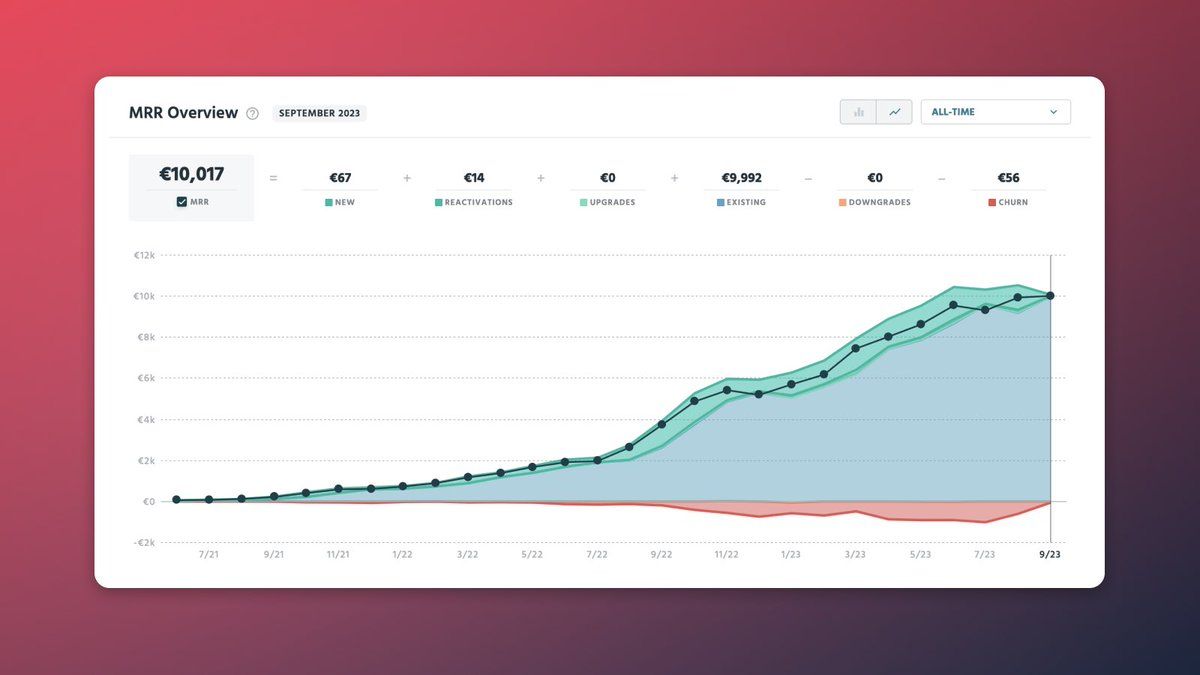 MRR Overview ? SEPTEMBER 2023 ALL-TIME
€10,017 = €67 + €14 + €0 + €9,992 – €0 – €56
MRR NEW REACTIVATIONS UPGRADES EXISTING DOWNGRADES CHURN
€12k
€10k
€8k
€6k
€4k
€2k
€0
-€2k
7/21 9/21 11/21 1/22 3/22 5/22 7/22 9/22 11/22 1/23 3/23 5/23 7/23 9/23